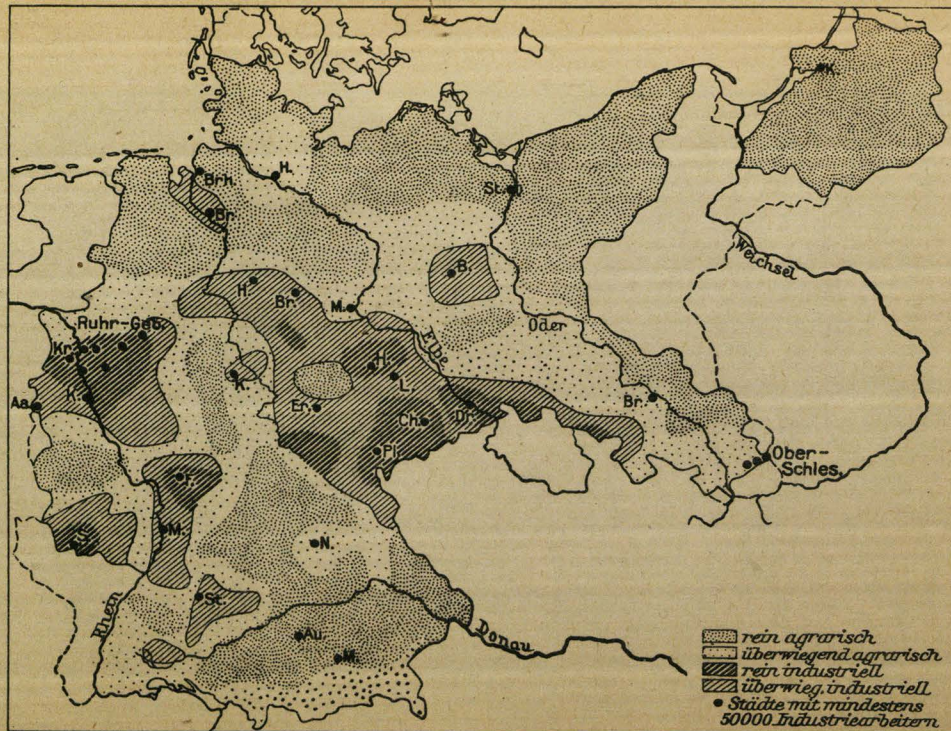 K.
Brh.
H.
Br.
St.
Weichsel
B.
H.
Br.
M.
Elbe
Oder
Ruhr-Geb.
Kr.
K.
H.
L.
K.
Aa.
Er.
Br.
Ch.
Dr.
Pl.
Ober-
Schles.
F.
M.
S.
N.
St.
Rhein
Au.
M.
Donau
rein agrarisch
überwiegend agrarisch
rein industriell
überwieg. industriell
Städte mit mindestens
50000 Industriearbeitern